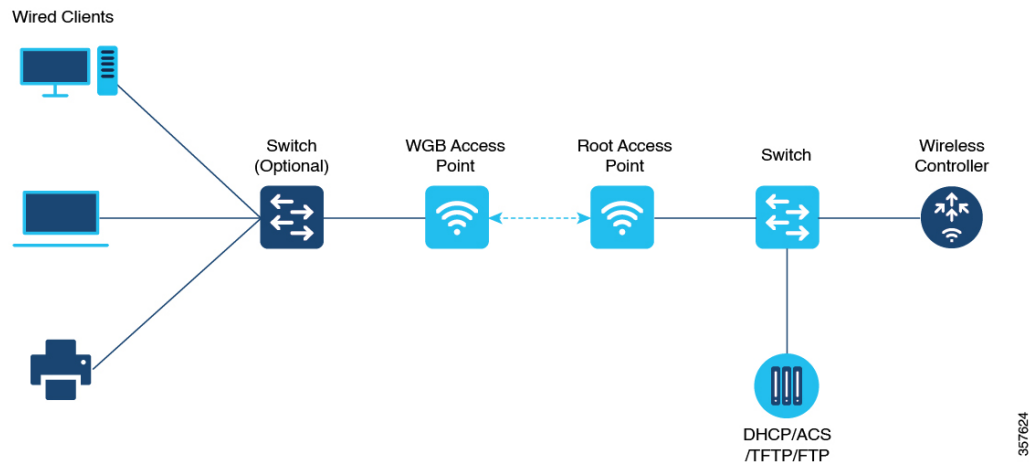 Wired Clients
Switch
(Optional)
WGB Access
Point
Root Access
Point
Switch
Wireless
Controller
DHCP/ACS
/TFTP/FTP
357624